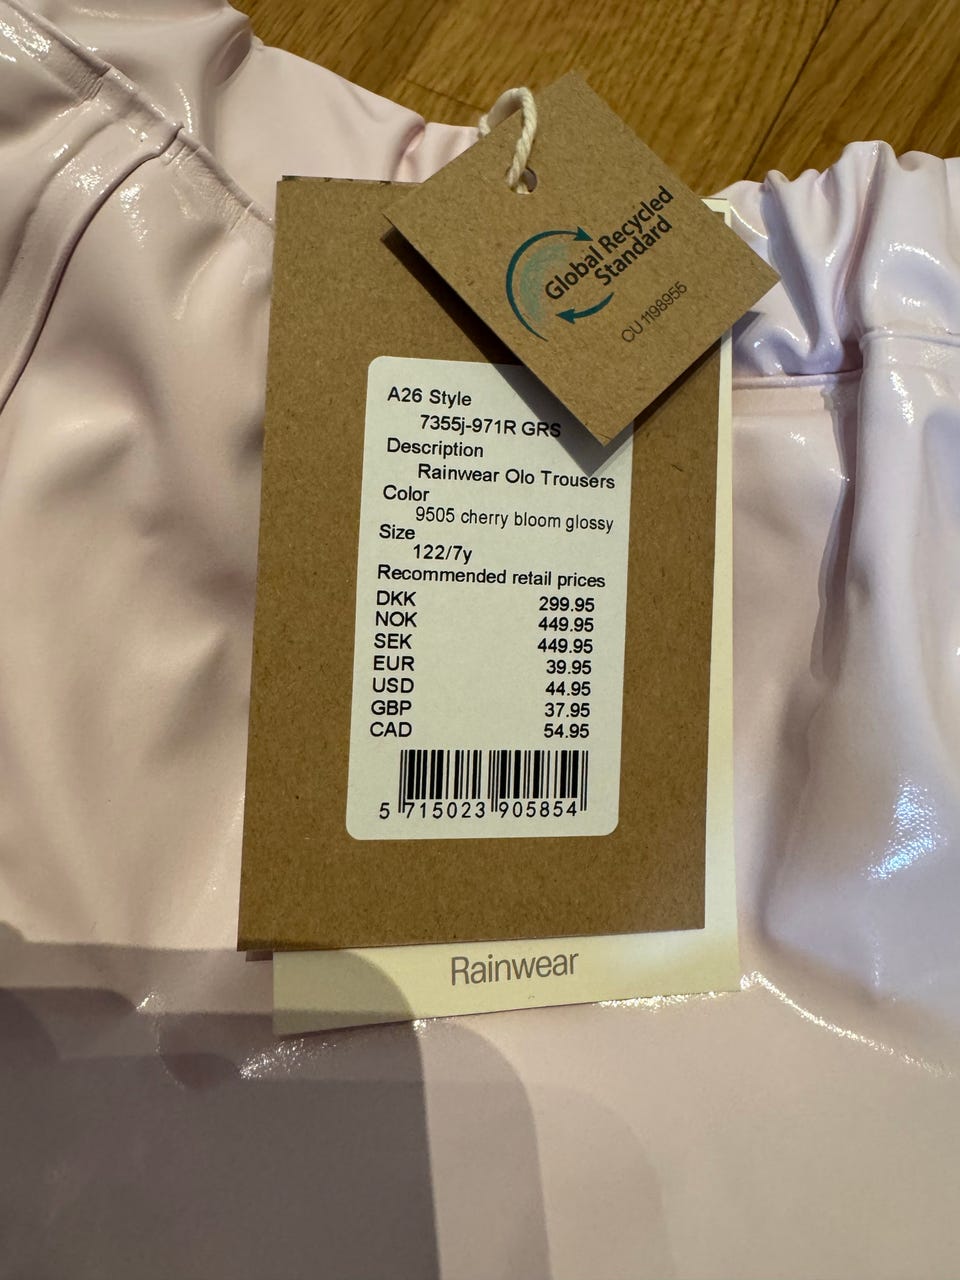 Global Recycled
Standard
CU 1198955
A26 Style
7355j-971R GRS
Description
Rainwear Olo Trousers
Color
9505 cherry bloom glossy
Size
122/7y
Recommended retail prices
DKK 299.95
NOK 449.95
SEK 449.95
EUR 39.95
USD 44.95
GBP 37.95
CAD 54.95
5 715023 905854
Rainwear